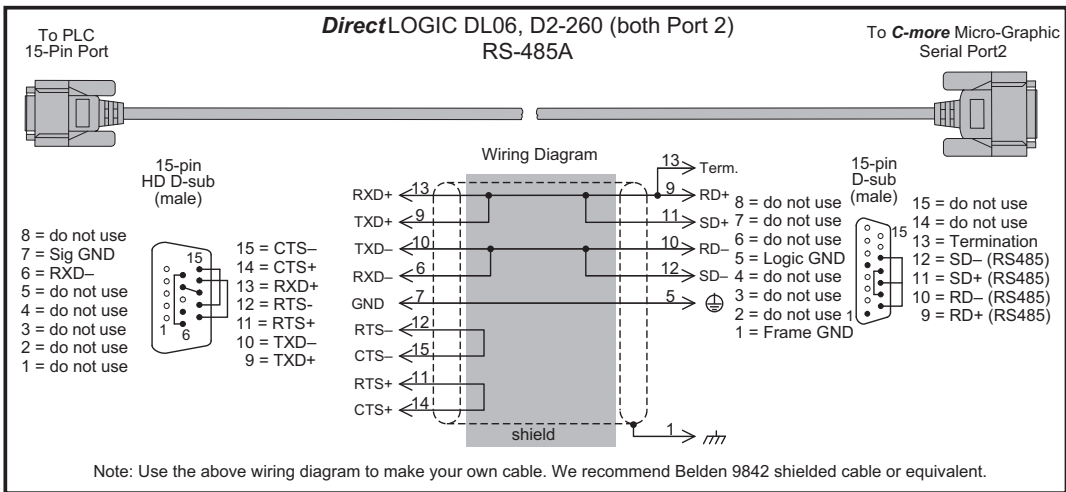 DirectLOGIC DL06, D2-260 (both Port 2)
RS-485A
To PLC
15-Pin Port
To C-more Micro-Graphic
Serial Port2
15-pin
HD D-sub
(male)
8 = do not use
7 = Sig GND
6 = RXD–
5 = do not use
4 = do not use
3 = do not use
2 = do not use
1 = do not use
15
1
6
15 = CTS–
14 = CTS+
13 = RXD+
12 = RTS-
11 = RTS+
10 = TXD–
9 = TXD+
Wiring Diagram
13 Term.
RXD+ 13 9 RD+
TXD+ 9 11 SD+
TXD– 10 10 RD–
RXD– 6 12 SD–
GND 7 5
RTS– 12
CTS– 15
RTS+ 11
CTS+ 14
shield
1
15-pin
D-sub
(male)
8 = do not use
7 = do not use
6 = do not use
5 = Logic GND
4 = do not use
3 = do not use
2 = do not use
1 = Frame GND
15
1
15 = do not use
14 = do not use
13 = Termination
12 = SD– (RS485)
11 = SD+ (RS485)
10 = RD– (RS485)
9 = RD+ (RS485)
Note: Use the above wiring diagram to make your own cable. We recommend Belden 9842 shielded cable or equivalent.